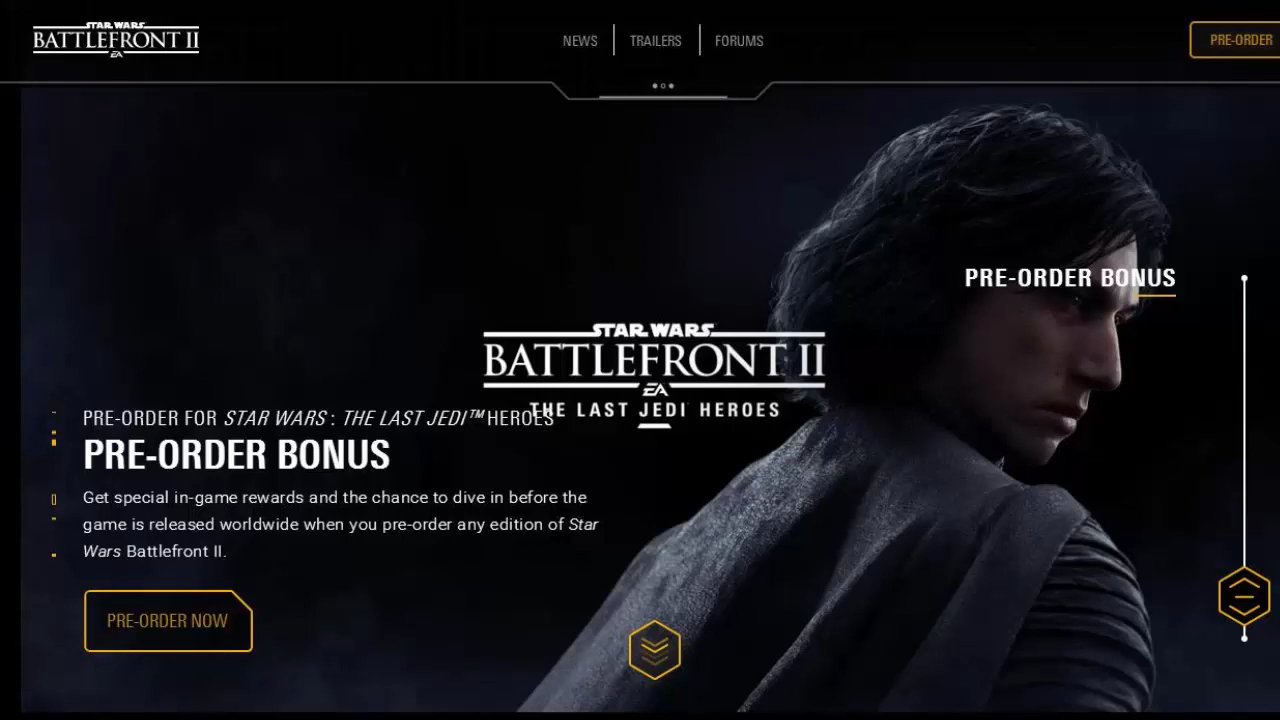 STAR WARS
BATTLEFRONT II
EA
NEWS
TRAILERS
FORUMS
PRE-ORDER
PRE-ORDER BONUS
STAR WARS
BATTLEFRONT II
EA
THE LAST JEDI HEROES
PRE-ORDER FOR STAR WARS : THE LAST JEDI™ HEROES
PRE-ORDER BONUS
Get special in-game rewards and the chance to dive in before the
game is released worldwide when you pre-order any edition of Star
Wars Battlefront II.
PRE-ORDER NOW